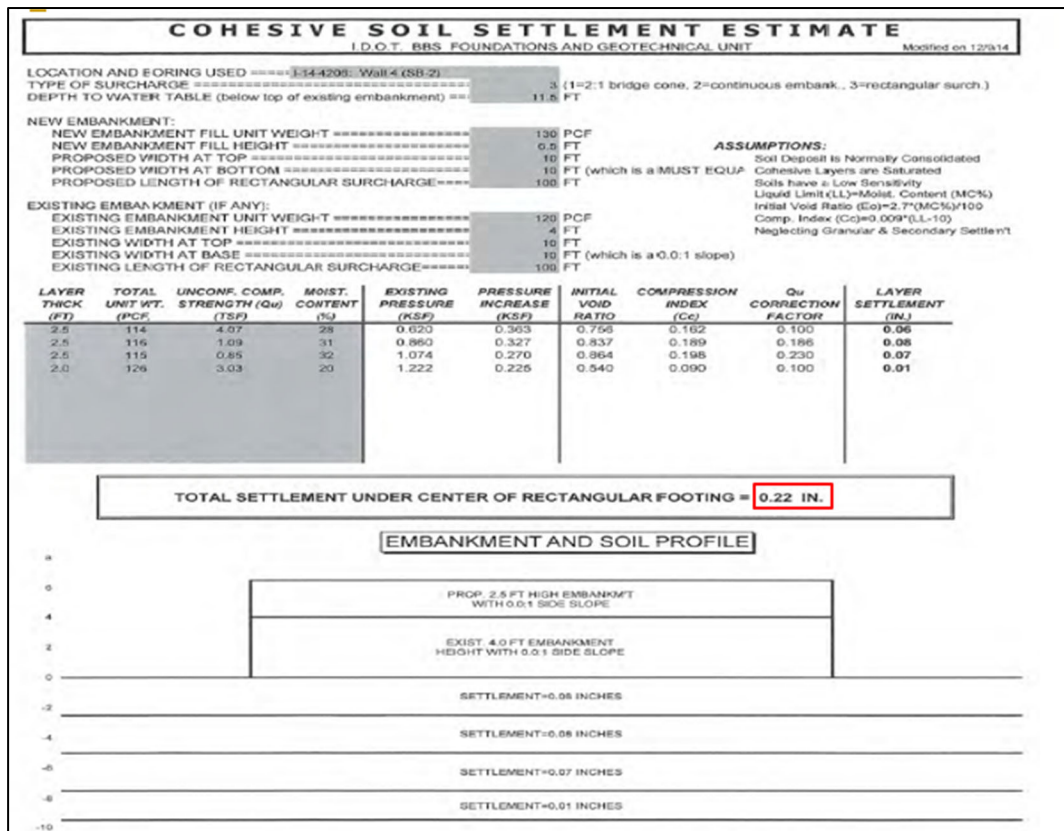 COHESIVE SOIL SETTLEMENT ESTIMATE
I.D.O.T. BBS FOUNDATIONS AND GEOTECHNICAL UNIT Modified on 12/9/14
LOCATION AND BORING USED ===== I-14-4206: Wall 4 (SB-2)
TYPE OF SURCHARGE ================================ 3 (1=2:1 bridge cone, 2=continuous embank., 3=rectangular surch.)
DEPTH TO WATER TABLE (below top of existing embankment) === 11.5 FT
NEW EMBANKMENT:
NEW EMBANKMENT FILL UNIT WEIGHT ================= 130 PCF
NEW EMBANKMENT FILL HEIGHT ====================== 6.5 FT
PROPOSED WIDTH AT TOP =========================== 10 FT
PROPOSED WIDTH AT BOTTOM ======================= 10 FT (which is a MUST EQUA
PROPOSED LENGTH OF RECTANGULAR SURCHARGE===== 100 FT
ASSUMPTIONS:
Soil Deposit is Normally Consolidated
Cohesive Layers are Saturated
Soils have a Low Sensitivity
Liquid Limit (LL)=Moist. Content (MC%)
Initial Void Ratio (Eo)=2.7*(MC%)/100
Comp. Index (Cc)=0.009*(LL-10)
Neglecting Granular & Secondary Settlem't
EXISTING EMBANKMENT (IF ANY):
EXISTING EMBANKMENT UNIT WEIGHT ================= 120 PCF
EXISTING EMBANKMENT HEIGHT ====================== 4 FT
EXISTING WIDTH AT TOP ============================ 10 FT
EXISTING WIDTH AT BASE =========================== 10 FT (which is a 0.0:1 slope)
EXISTING LENGTH OF RECTANGULAR SURCHARGE====== 100 FT
LAYER TOTAL UNCONF. COMP. MOIST. EXISTING PRESSURE INITIAL COMPRESSION Qu LAYER
THICK UNIT WT. STRENGTH (Qu) CONTENT PRESSURE INCREASE VOID INDEX CORRECTION SETTLEMENT
(FT) (PCF, (TSF) (%) (KSF) (KSF) RATIO (Cc) FACTOR (IN.)
2.5 114 4.07 28 0.620 0.363 0.756 0.162 0.100 0.06
2.5 116 1.09 31 0.860 0.327 0.837 0.189 0.186 0.08
2.5 115 0.85 32 1.074 0.270 0.864 0.198 0.230 0.07
2.0 126 3.03 20 1.222 0.225 0.540 0.090 0.100 0.01
TOTAL SETTLEMENT UNDER CENTER OF RECTANGULAR FOOTING = 0.22 IN.
EMBANKMENT AND SOIL PROFILE
8
6
PROP. 2.5 FT HIGH EMBANKM'T
WITH 0.0:1 SIDE SLOPE
4
EXIST. 4.0 FT EMBANKMENT
2
HEIGHT WITH 0.0:1 SIDE SLOPE
0
SETTLEMENT=0.06 INCHES
-2
SETTLEMENT=0.08 INCHES
-4
-6
SETTLEMENT=0.07 INCHES
-8
SETTLEMENT=0.01 INCHES
-10